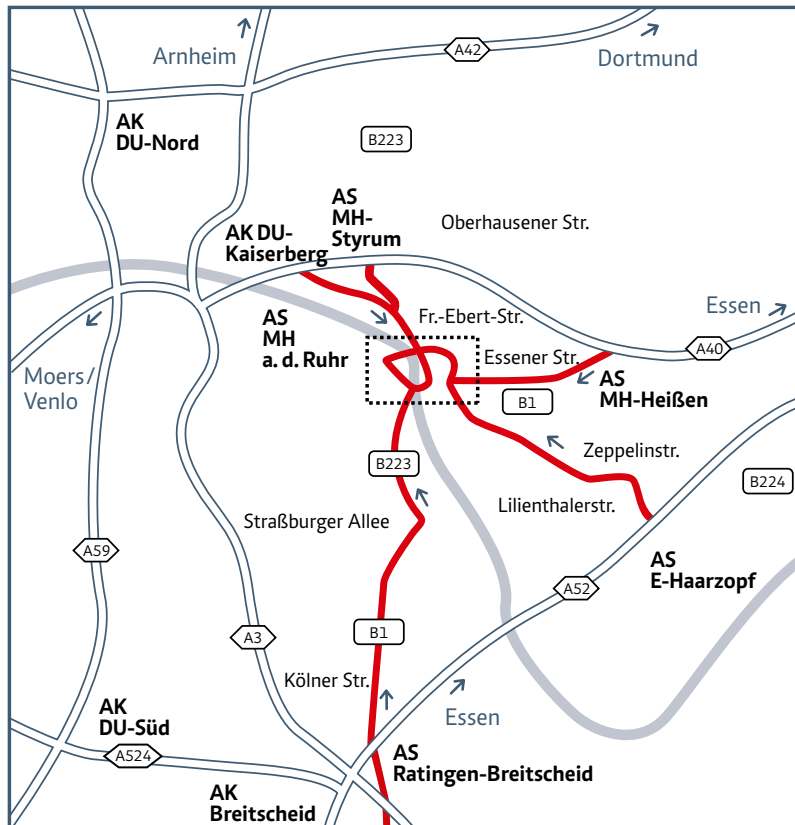 A42
Arnheim
Dortmund
AK
DU-Nord
B223
AS
MH-
Styrum
Oberhausener Str.
AK DU-
Kaiserberg
Essen
AS
MH
a. d. Ruhr
Fr.-Ebert-Str.
A40
Essener Str.
Moers/
Venlo
AS
MH-Heißen
B1
Zeppelinstr.
B223
B224
Lilienthalerstr.
Straßburger Allee
A59
AS
E-Haarzopf
A52
A3
B1
Kölner Str.
AK
DU-Süd
Essen
A524
AS
Ratingen-Breitscheid
AK
Breitscheid